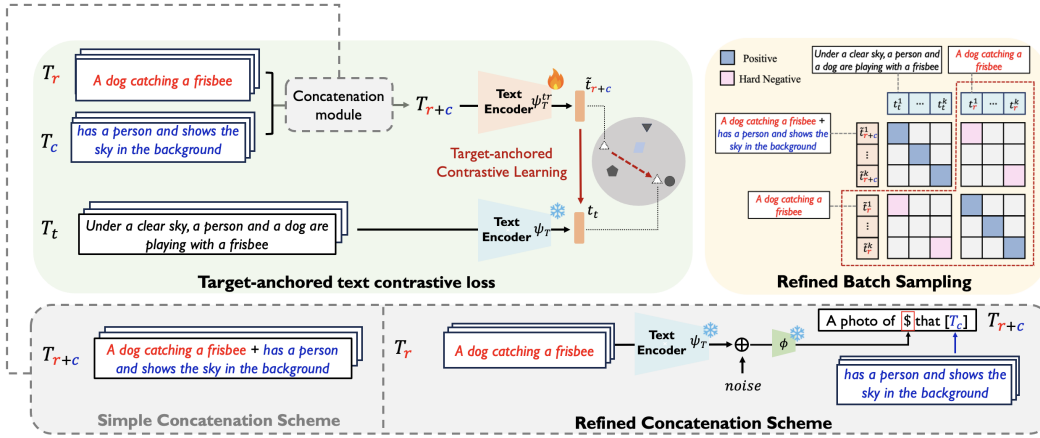 T_r
A dog catching a frisbee
T_c
has a person and shows the
sky in the background
Concatenation
module
T_{r+c}
Text
Encoder
ψ_T^{tr}
t̃_{r+c}
Target-anchored
Contrastive Learning
T_t
Under a clear sky, a person and a dog are
playing with a frisbee
Text
Encoder
ψ_T
t_t
Target-anchored text contrastive loss
Positive
Hard Negative
Under a clear sky, a person and
a dog are playing with a frisbee
A dog catching a
frisbee
t_t^1 ⋯ t_t^k
t_r^1 ⋯ t_r^k
A dog catching a frisbee +
has a person and shows the
sky in the background
t̃_{r+c}^1
⋮
t̃_{r+c}^k
A dog catching a
frisbee
t̃_r^1
⋮
t̃_r^k
Refined Batch Sampling
T_{r+c}
A dog catching a frisbee + has a person
and shows the sky in the background
Simple Concatenation Scheme
T_r
A dog catching a frisbee
Text
Encoder
ψ_T
noise
ϕ
A photo of $ that [T_c]
T_{r+c}
has a person and shows the
sky in the background
Refined Concatenation Scheme